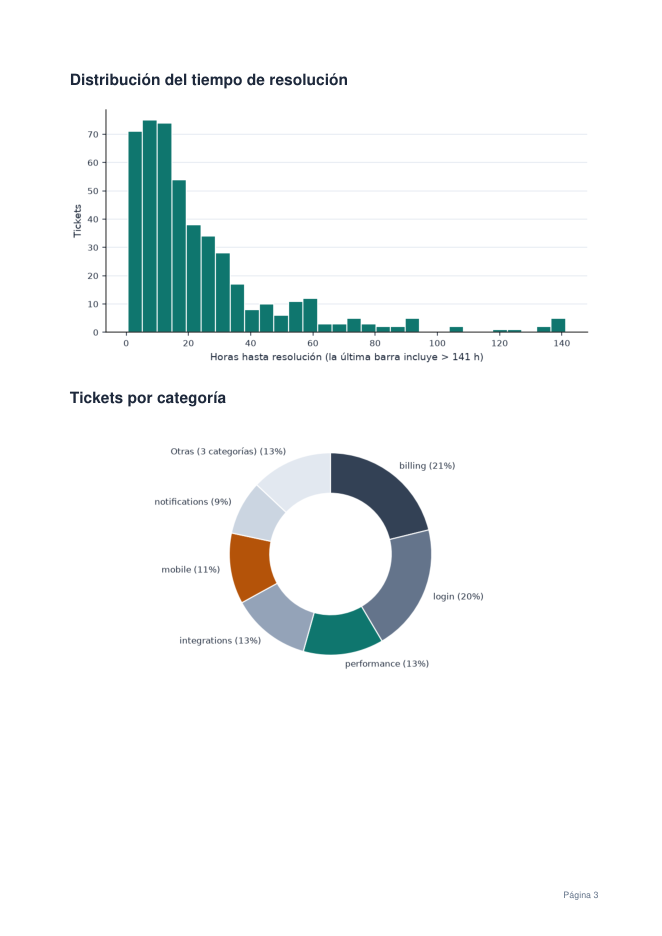 Distribución del tiempo de resolución
Tickets
70
60
50
40
30
20
10
0
0 20 40 60 80 100 120 140
Horas hasta resolución (la última barra incluye > 141 h)
Tickets por categoría
Otras (3 categorías) (13%)
billing (21%)
notifications (9%)
mobile (11%)
login (20%)
integrations (13%)
performance (13%)
Página 3